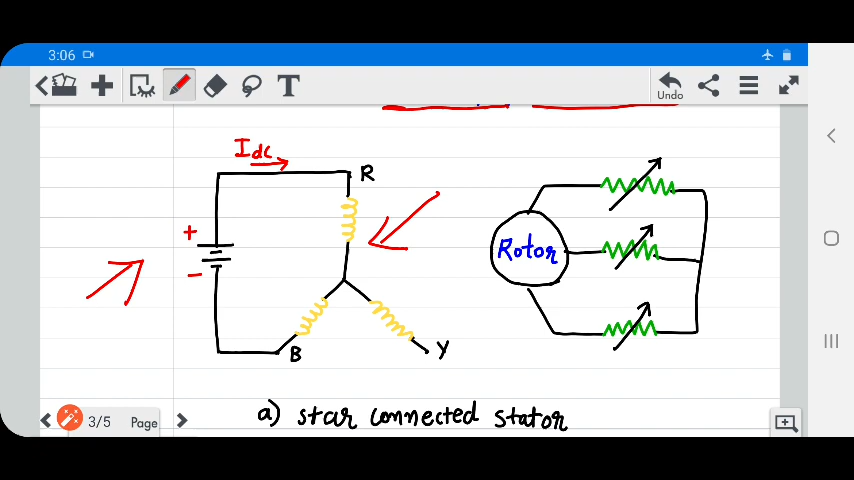 3:06
T
Undo
Idc
R
+
Rotor
-
B
Y
3/5 Page
a) star connected stator